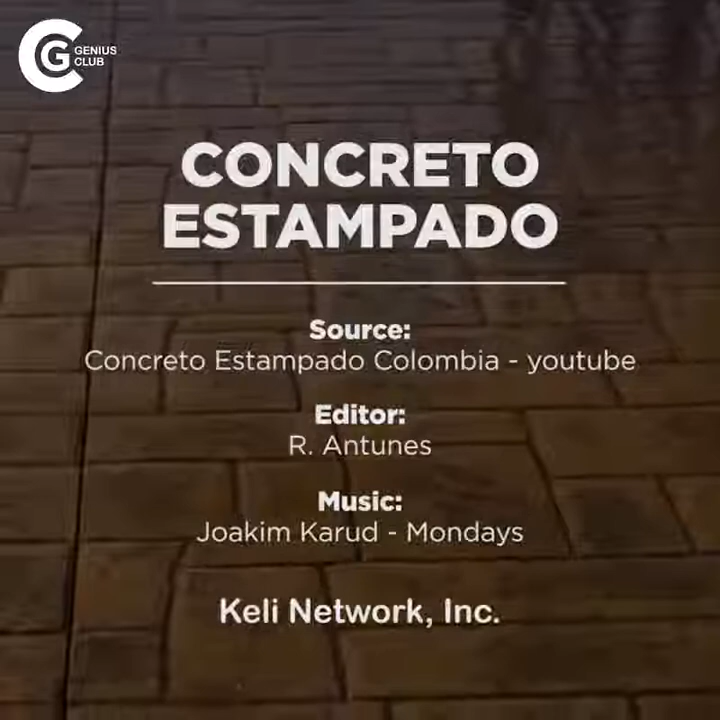 GENIUS
CLUB
CONCRETO
ESTAMPADO
Source:
Concreto Estampado Colombia - youtube
Editor:
R. Antunes
Music:
Joakim Karud - Mondays
Keli Network, Inc.